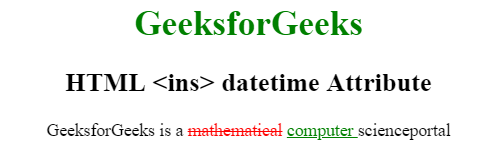 GeeksforGeeks
HTML <ins> datetime Attribute
GeeksforGeeks is a mathematical computer scienceportal